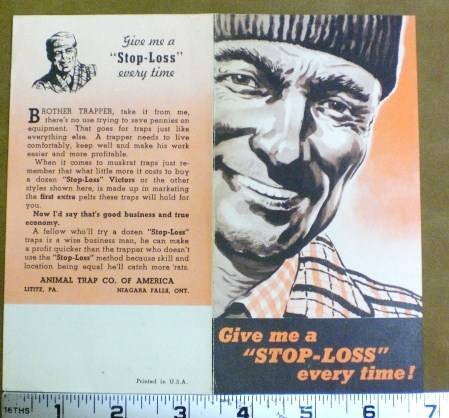 Give me a
"Stop-Loss"
every time
BROTHER TRAPPER, take it from me,
there's no use trying to save pennies on
equipment. That goes for traps just like
everything else. A trapper needs to live
comfortably, keep well and make his work
easier and more profitable.
When it comes to muskrat traps just re-
member that what little more it costs to buy
a dozen "Stop-Loss" Victors or the other
styles shown here, is made up in marketing
the first extra pelts these traps will hold for
you.
Now I'd say that's good business and true
economy.
A fellow who'll try a dozen "Stop-Loss"
traps is a wise business man, he can make
a profit quicker than the trapper who doesn't
use the "Stop-Loss" method because skill and
location being equal he'll catch more 'rats.
ANIMAL TRAP CO. OF AMERICA
LITITZ, PA. NIAGARA FALLS, ONT.
Printed in U.S.A.
Give me a
"STOP-LOSS"
every time!
16THS 1 2 3 4 5 6 7